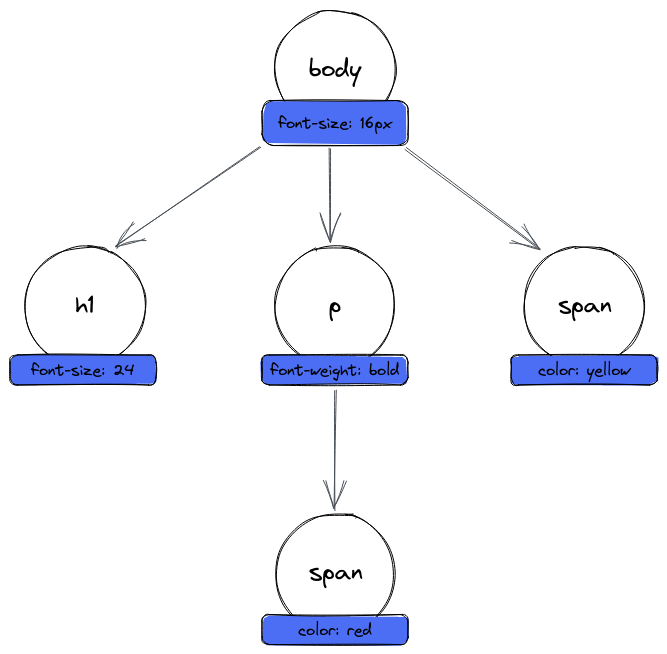 body
font-size: 16px
h1
font-size: 24
p
font-weight: bold
span
color: yellow
span
color: red